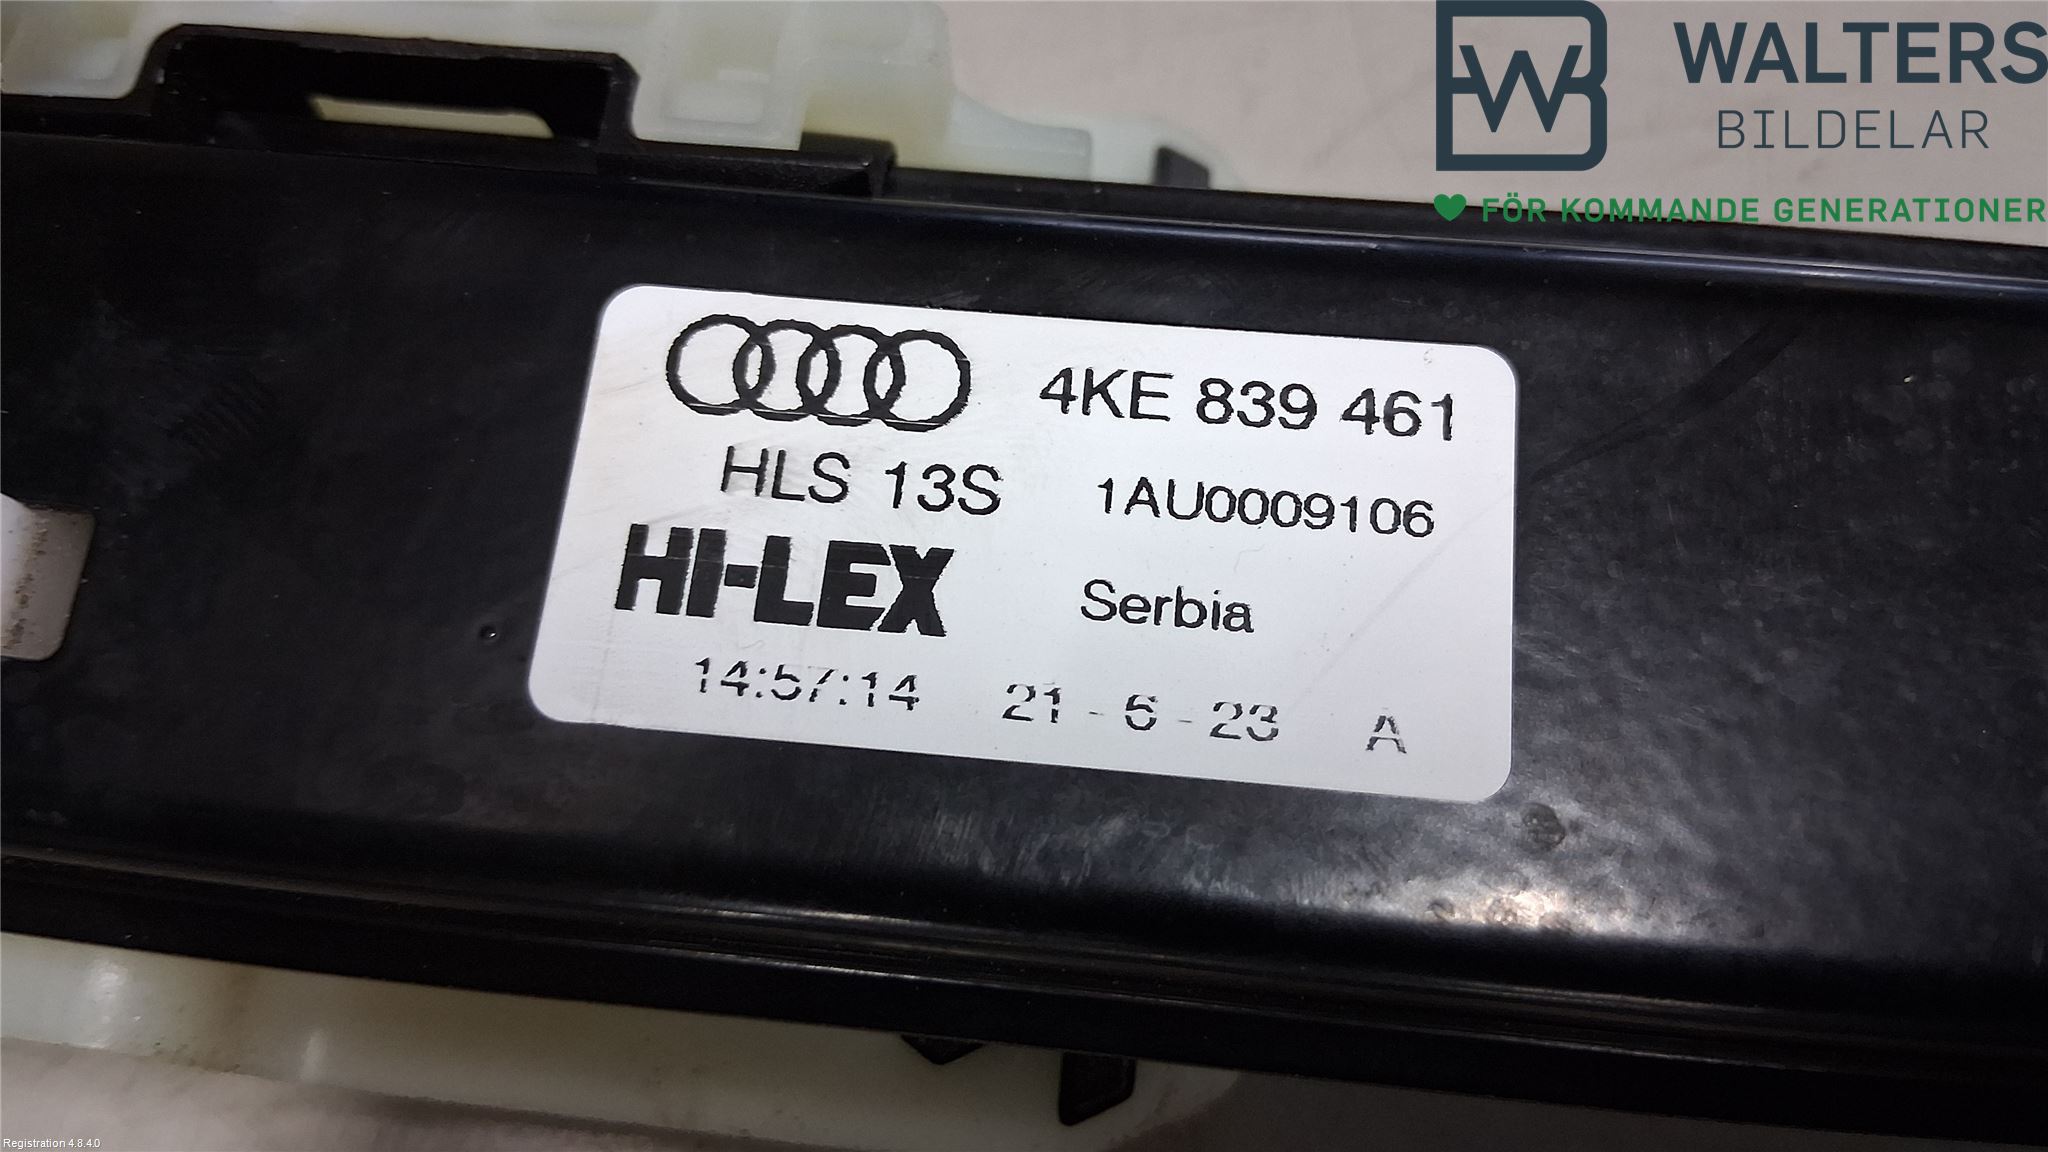 WALTERS
BILDELAR
FÖR KOMMANDE GENERATIONER
4KE 839 461
HLS 13S 1AU0009106
HI-LEX Serbia
14:57:14 21 - 6 - 23 A
Registration 4.8.4.0